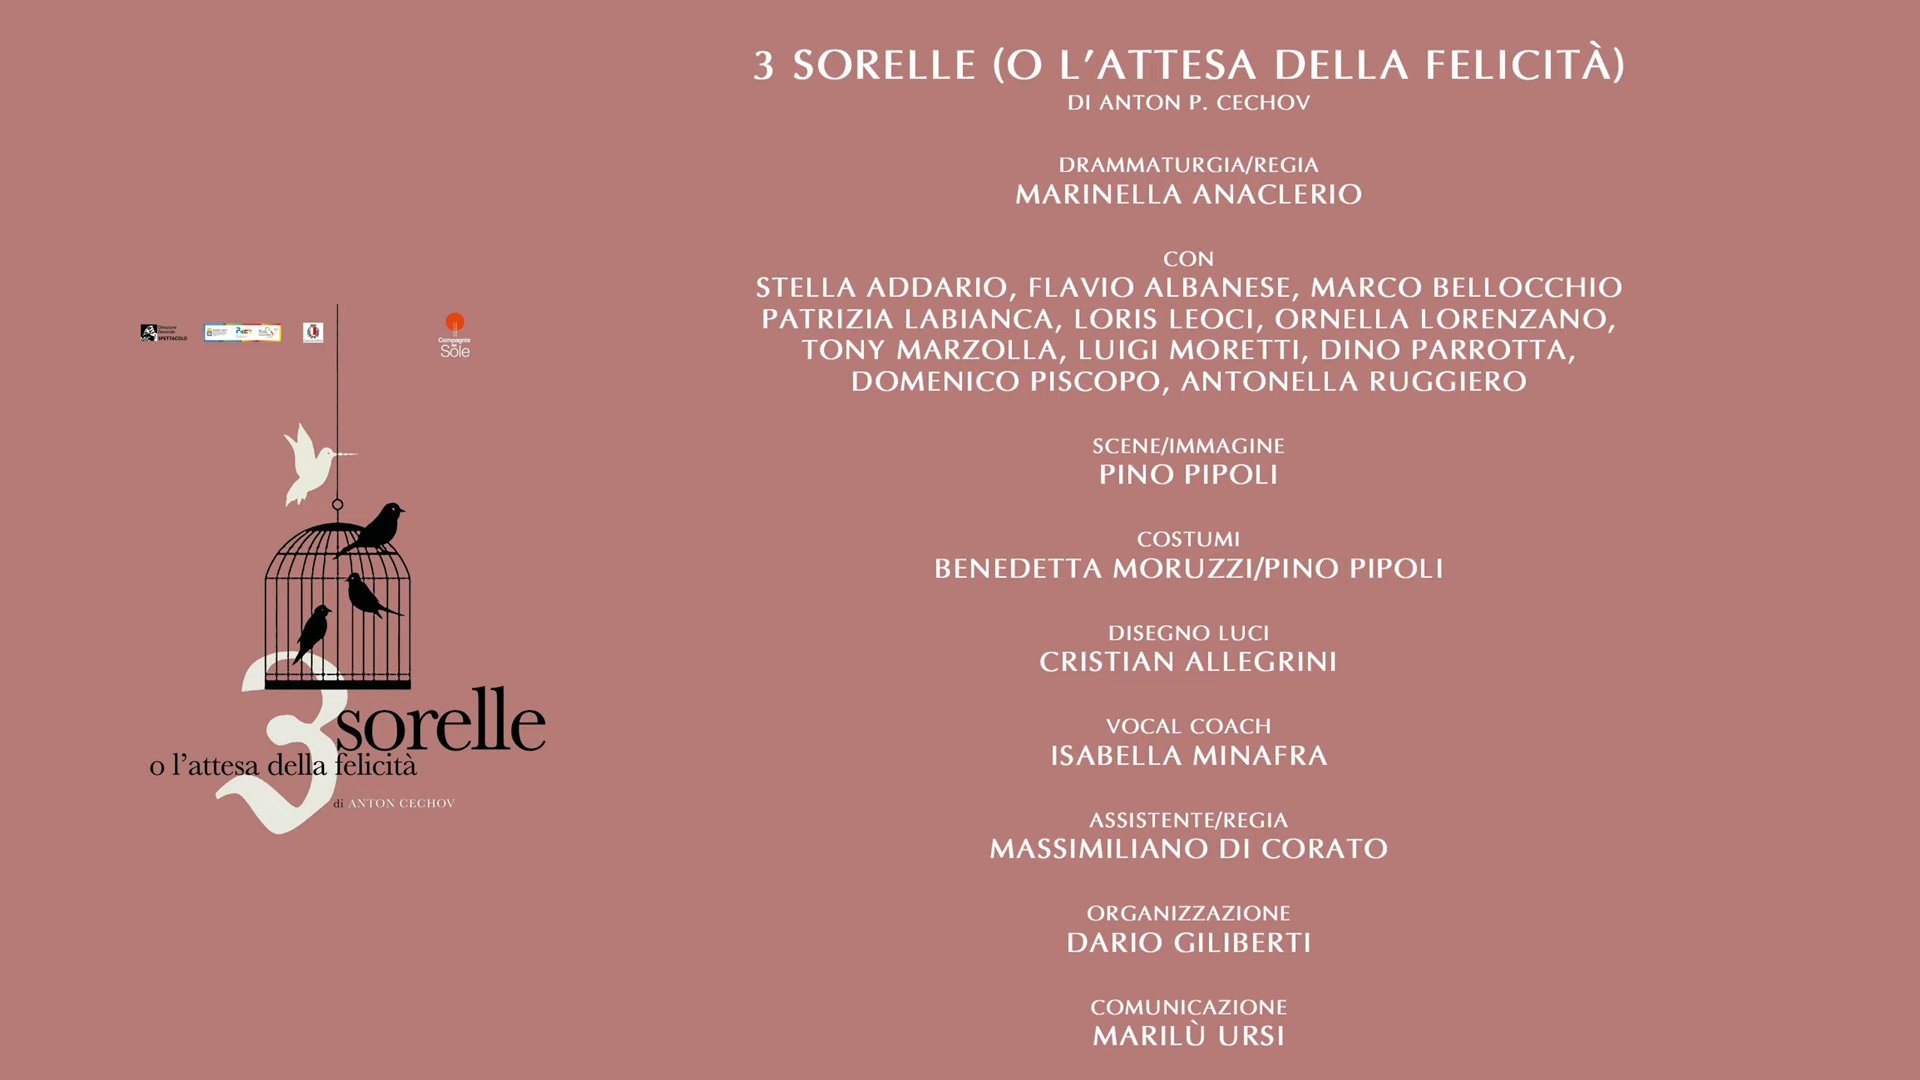 3 SORELLE (O L'ATTESA DELLA FELICITÀ)
DI ANTON P. CECHOV
DRAMMATURGIA/REGIA
MARINELLA ANACLERIO
CON
STELLA ADDARIO, FLAVIO ALBANESE, MARCO BELLOCCHIO
PATRIZIA LABIANCA, LORIS LEOCI, ORNELLA LORENZANO,
TONY MARZOLLA, LUIGI MORETTI, DINO PARROTTA,
DOMENICO PISCOPO, ANTONELLA RUGGIERO
SCENE/IMMAGINE
PINO PIPOLI
COSTUMI
BENEDETTA MORUZZI/PINO PIPOLI
DISEGNO LUCI
CRISTIAN ALLEGRINI
VOCAL COACH
ISABELLA MINAFRA
ASSISTENTE/REGIA
MASSIMILIANO DI CORATO
ORGANIZZAZIONE
DARIO GILIBERTI
COMUNICAZIONE
MARILÙ URSI
Direzione
Generale
SPETTACOLO
Compagnia
Sole
3 sorelle
o l'attesa della felicità
di ANTON CECHOV